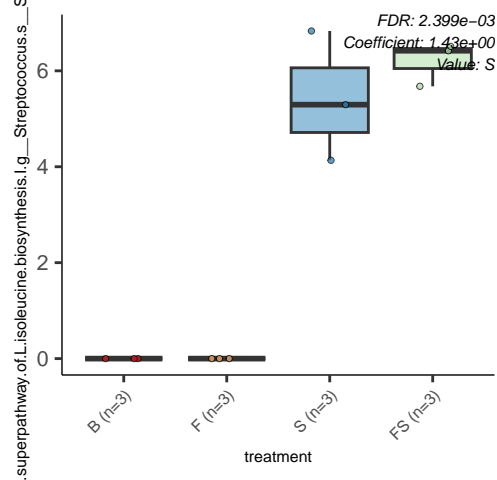 .superpathway.of.L.isoleucine.biosynthesis.I.g__Streptococcus.s__S
FDR: 2.399e−03
Coefficient: 1.43e+00
Value: S
6
4
2
0
B (n=3)
F (n=3)
S (n=3)
FS (n=3)
treatment